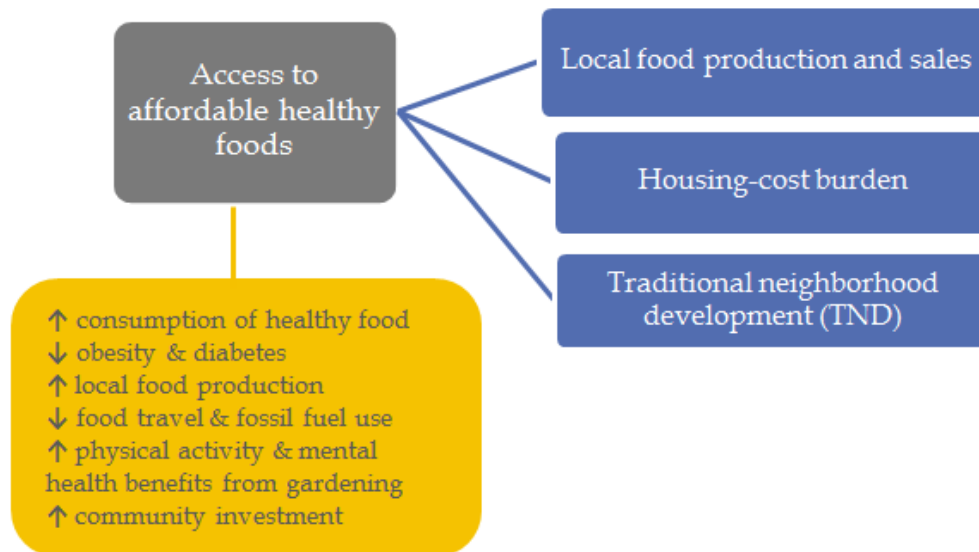 Access to
affordable healthy
foods
Local food production and sales
Housing-cost burden
Traditional neighborhood
development (TND)
↑ consumption of healthy food
↓ obesity & diabetes
↑ local food production
↓ food travel & fossil fuel use
↑ physical activity & mental
health benefits from gardening
↑ community investment